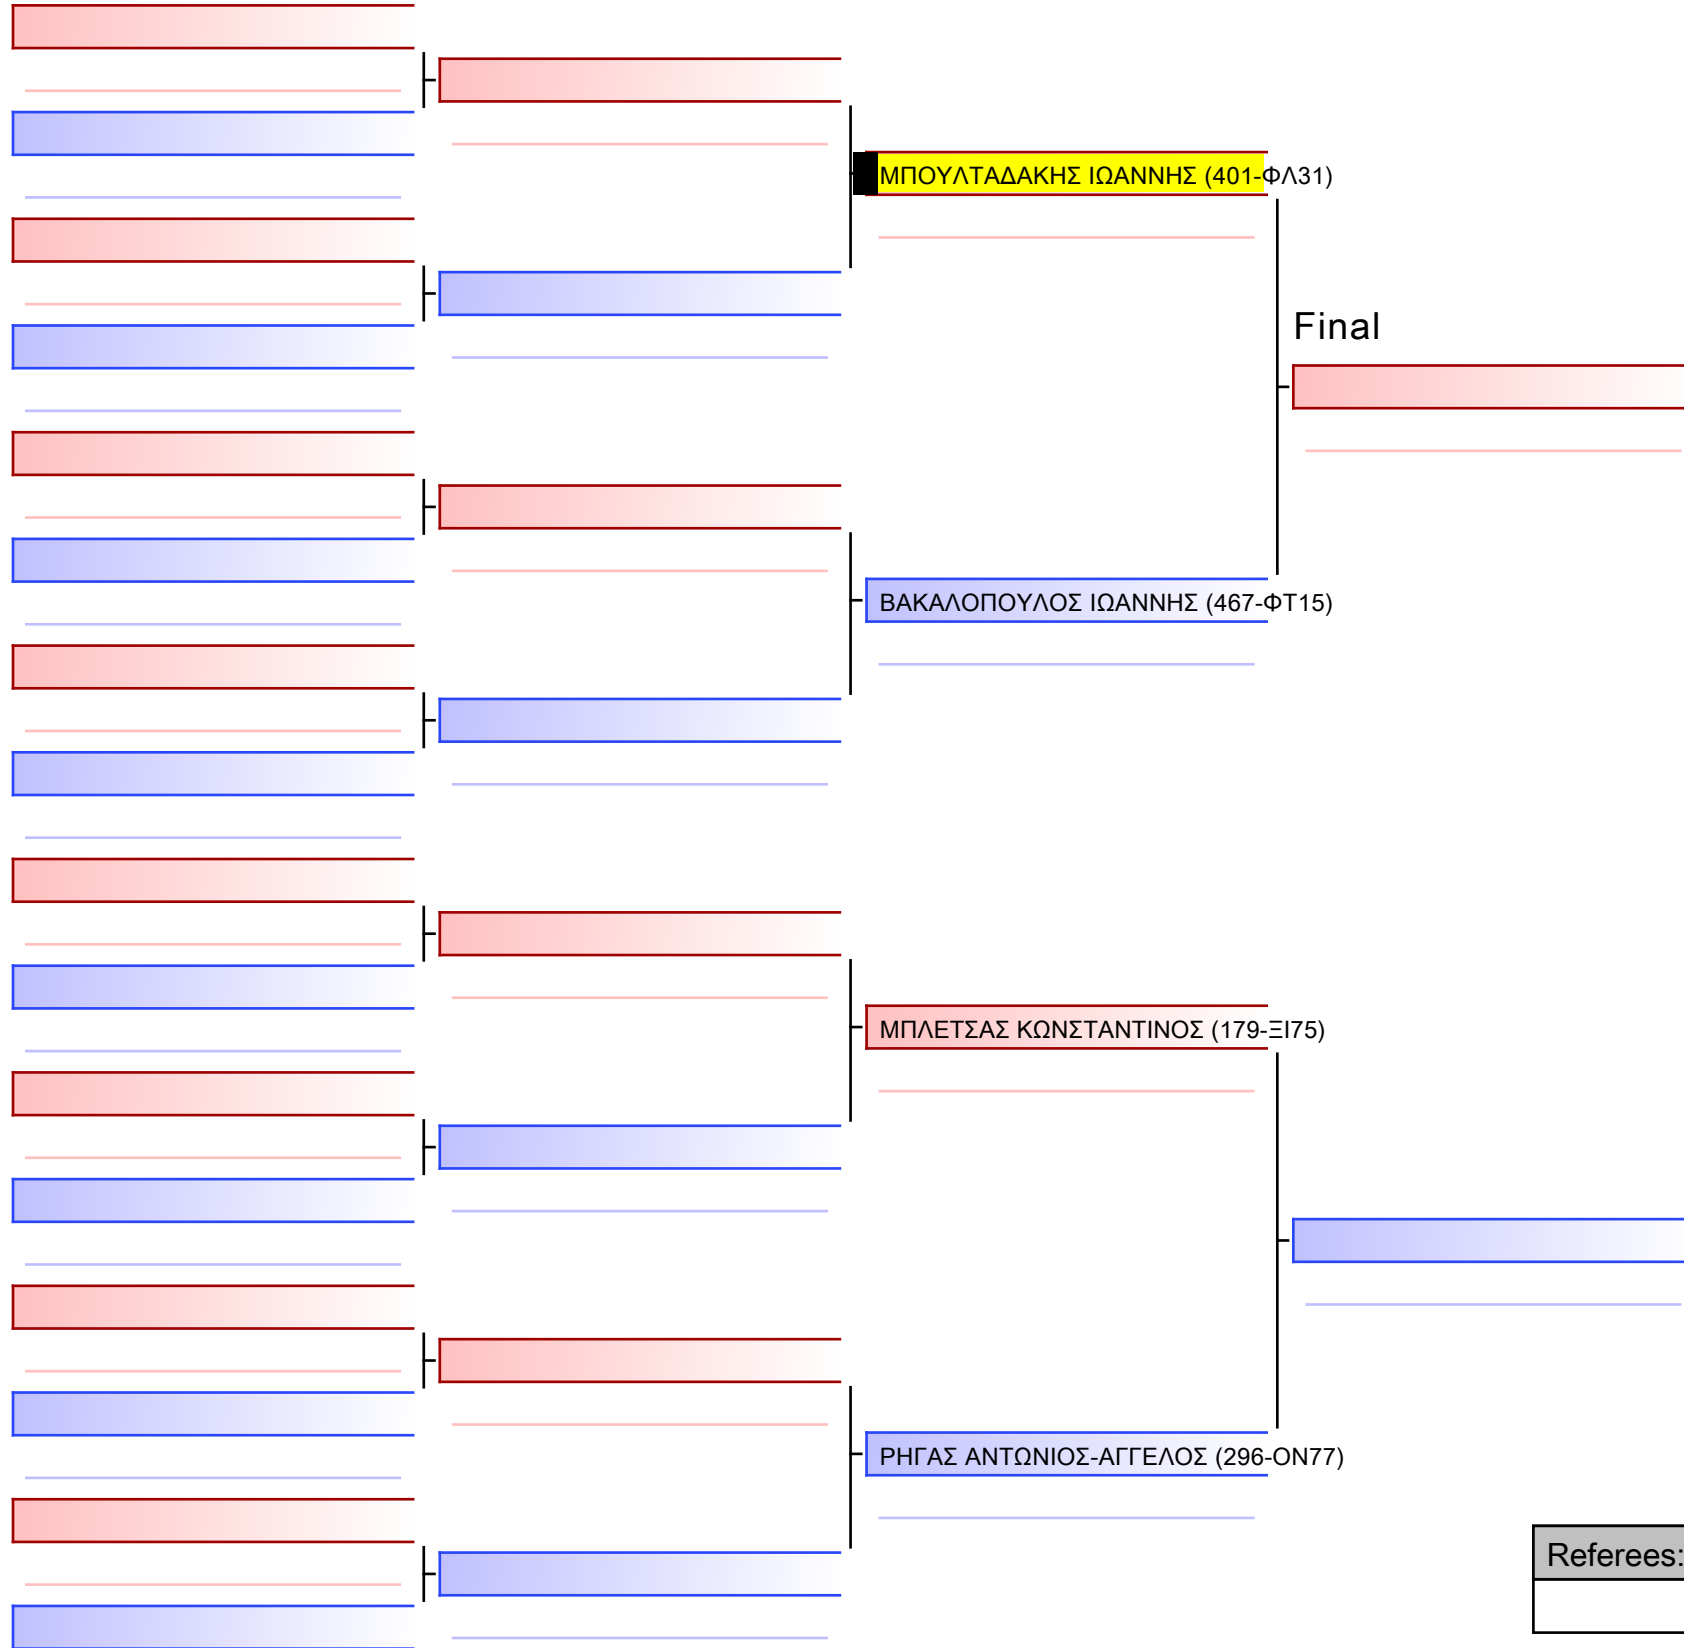 ΜΠΟΥΛΤΑΔΑΚΗΣ ΙΩΑΝΝΗΣ (401-ΦΛ31)
Final
ΒΑΚΑΛΟΠΟΥΛΟΣ ΙΩΑΝΝΗΣ (467-ΦΤ15)
ΜΠΛΕΤΣΑΣ ΚΩΝΣΤΑΝΤΙΝΟΣ (179-ΞΙ75)
ΡΗΓΑΣ ΑΝΤΩΝΙΟΣ-ΑΓΓΕΛΟΣ (296-ΟΝ77)
Referees: